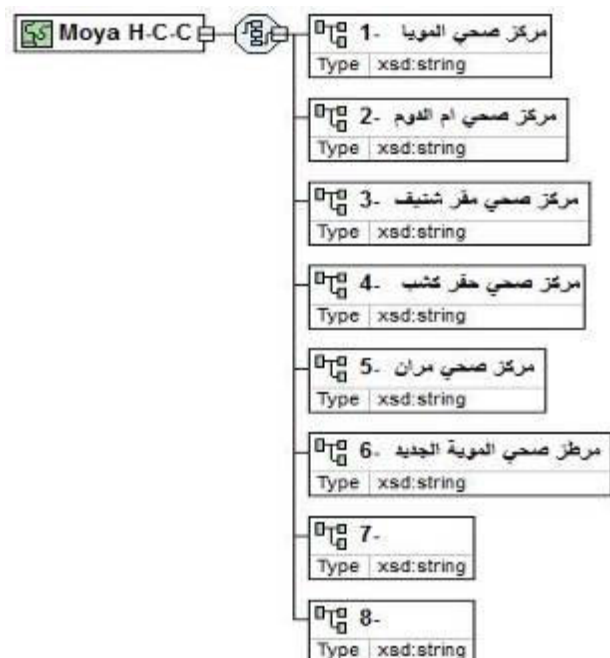 Moya H-C-C
1- مركز صحي المويا
Type xsd:string
2- مركز صحي ام الدوم
Type xsd:string
3- مركز صحي مقر شنيف
Type xsd:string
4- مركز صحي حفر كشب
Type xsd:string
5- مركز صحي مران
Type xsd:string
6- مرطز صحي الموية الجديد
Type xsd:string
7-
Type xsd:string
8-
Type xsd:string